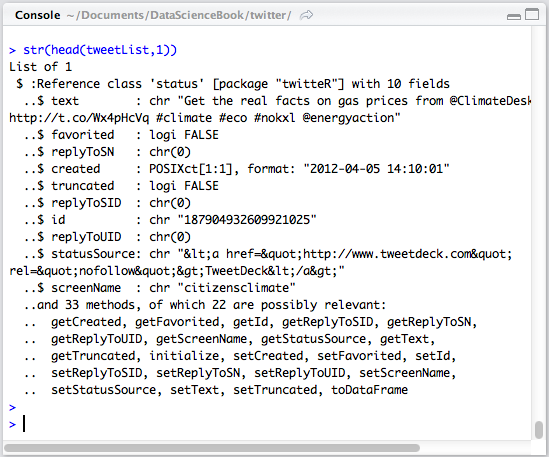 Console ~/Documents/DataScienceBook/twitter/
> str(head(tweetList,1))
List of 1
 $ :Reference class 'status' [package "twitteR"] with 10 fields
  ..$ text        : chr "Get the real facts on gas prices from @ClimateDesk
http://t.co/Wx4pHcVq #climate #eco #nokxl @energyaction"
  ..$ favorited   : logi FALSE
  ..$ replyToSN   : chr(0)
  ..$ created     : POSIXct[1:1], format: "2012-04-05 14:10:01"
  ..$ truncated   : logi FALSE
  ..$ replyToSID  : chr(0)
  ..$ id          : chr "187904932609921025"
  ..$ replyToUID  : chr(0)
  ..$ statusSource: chr "&lt;a href=&quot;http://www.tweetdeck.com&quot;
rel=&quot;nofollow&quot;&gt;TweetDeck&lt;/a&gt;"
  ..$ screenName  : chr "citizensclimate"
  ..and 33 methods, of which 22 are possibly relevant:
  ..  getCreated, getFavorited, getId, getReplyToSID, getReplyToSN,
  ..  getReplyToUID, getScreenName, getStatusSource, getText,
  ..  getTruncated, initialize, setCreated, setFavorited, setId,
  ..  setReplyToSID, setReplyToSN, setReplyToUID, setScreenName,
  ..  setStatusSource, setText, setTruncated, toDataFrame
>
>